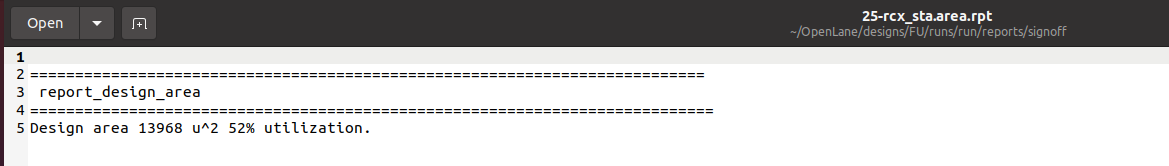 Open
25-rcx_sta.area.rpt
~/OpenLane/designs/FU/runs/run/reports/signoff
1
2 ===========================================================================
3 report_design_area
4 ============================================================================
5 Design area 13968 u^2 52% utilization.